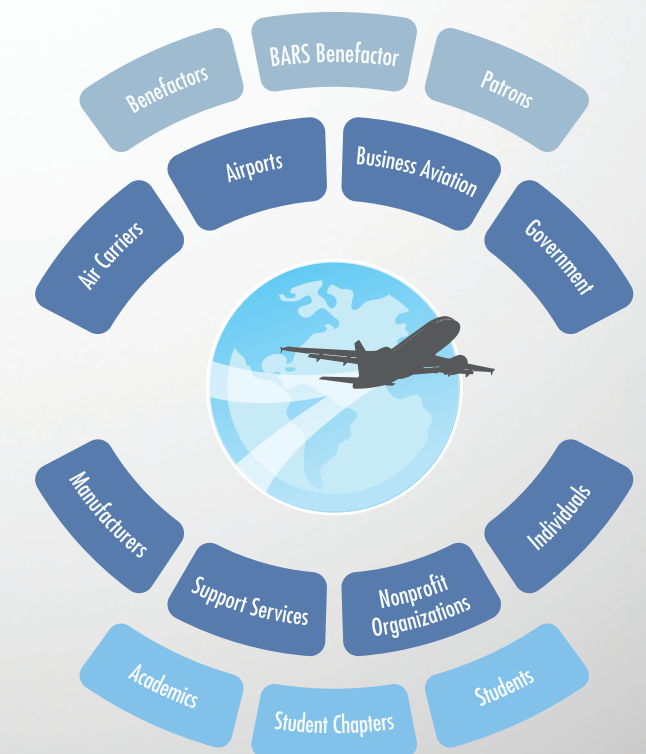 Benefactors
BARS Benefactor
Patrons
Airports
Business Aviation
Air Carriers
Government
Manufacturers
Individuals
Support Services
Nonprofit
Organizations
Academics
Student Chapters
Students